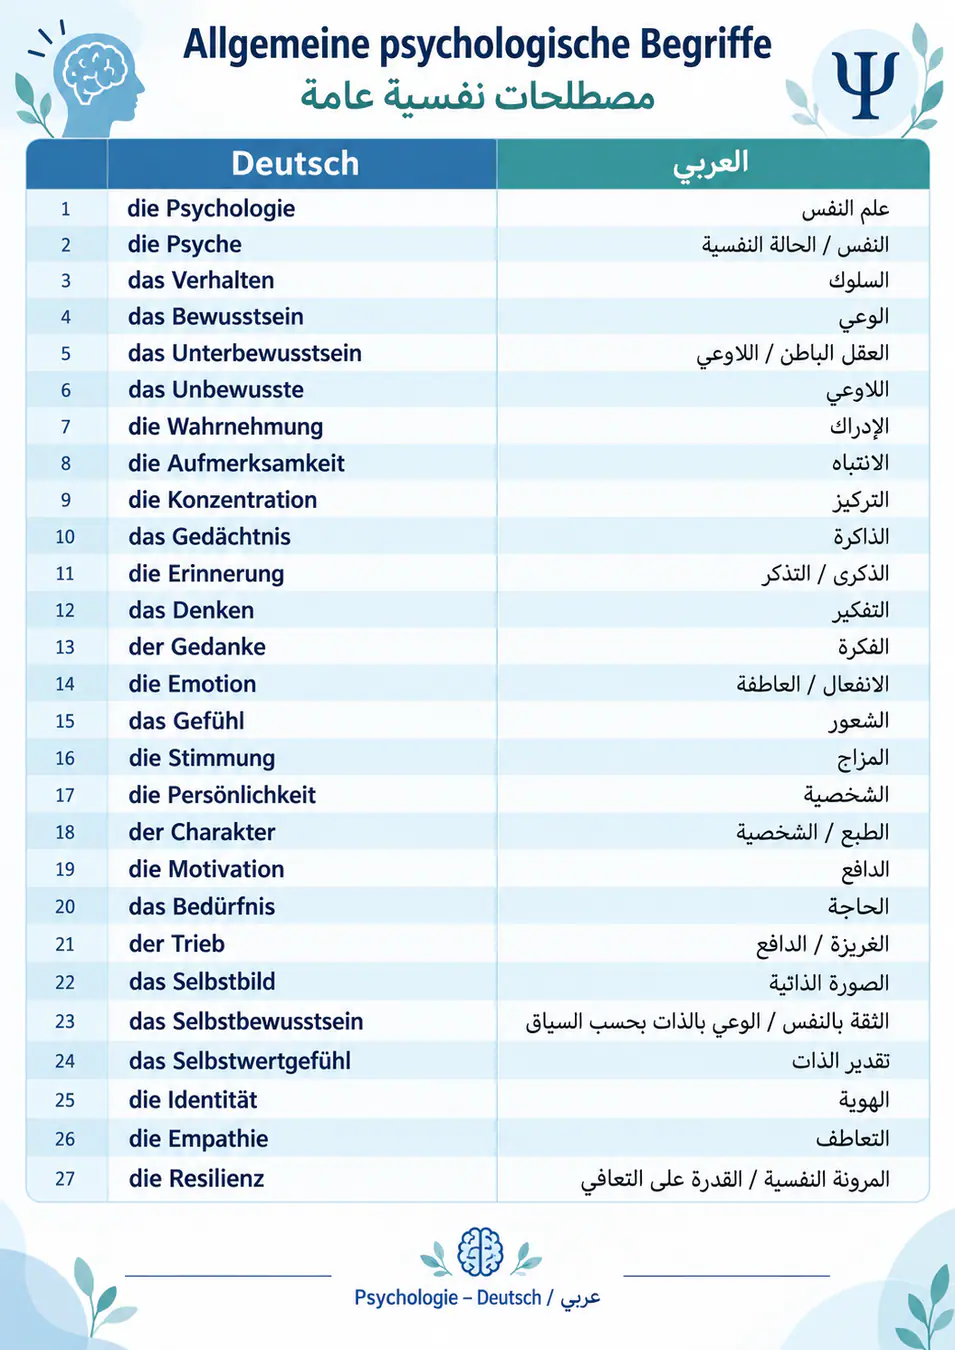 Allgemeine psychologische Begriffe
مصطلحات نفسية عامة
Ψ
Deutsch العربي
1 die Psychologie علم النفس
2 die Psyche النفس / الحالة النفسية
3 das Verhalten السلوك
4 das Bewusstsein الوعي
5 das Unterbewusstsein العقل الباطن / اللاوعي
6 das Unbewusste اللاوعي
7 die Wahrnehmung الإدراك
8 die Aufmerksamkeit الانتباه
9 die Konzentration التركيز
10 das Gedächtnis الذاكرة
11 die Erinnerung الذكرى / التذكر
12 das Denken التفكير
13 der Gedanke الفكرة
14 die Emotion الانفعال / العاطفة
15 das Gefühl الشعور
16 die Stimmung المزاج
17 die Persönlichkeit الشخصية
18 der Charakter الطبع / الشخصية
19 die Motivation الدافع
20 das Bedürfnis الحاجة
21 der Trieb الغريزة / الدافع
22 das Selbstbild الصورة الذاتية
23 das Selbstbewusstsein الثقة بالنفس / الوعي بالذات بحسب السياق
24 das Selbstwertgefühl تقدير الذات
25 die Identität الهوية
26 die Empathie التعاطف
27 die Resilienz المرونة النفسية / القدرة على التعافي
Psychologie – Deutsch / عربي